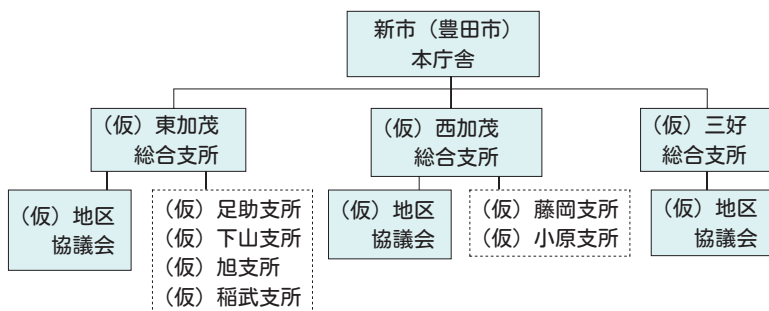 新市（豊田市）
本庁舎
（仮）東加茂
総合支所
（仮）西加茂
総合支所
（仮）三好
総合支所
（仮）地区
協議会
（仮）足助支所
（仮）下山支所
（仮）旭支所
（仮）稲武支所
（仮）地区
協議会
（仮）藤岡支所
（仮）小原支所
（仮）地区
協議会